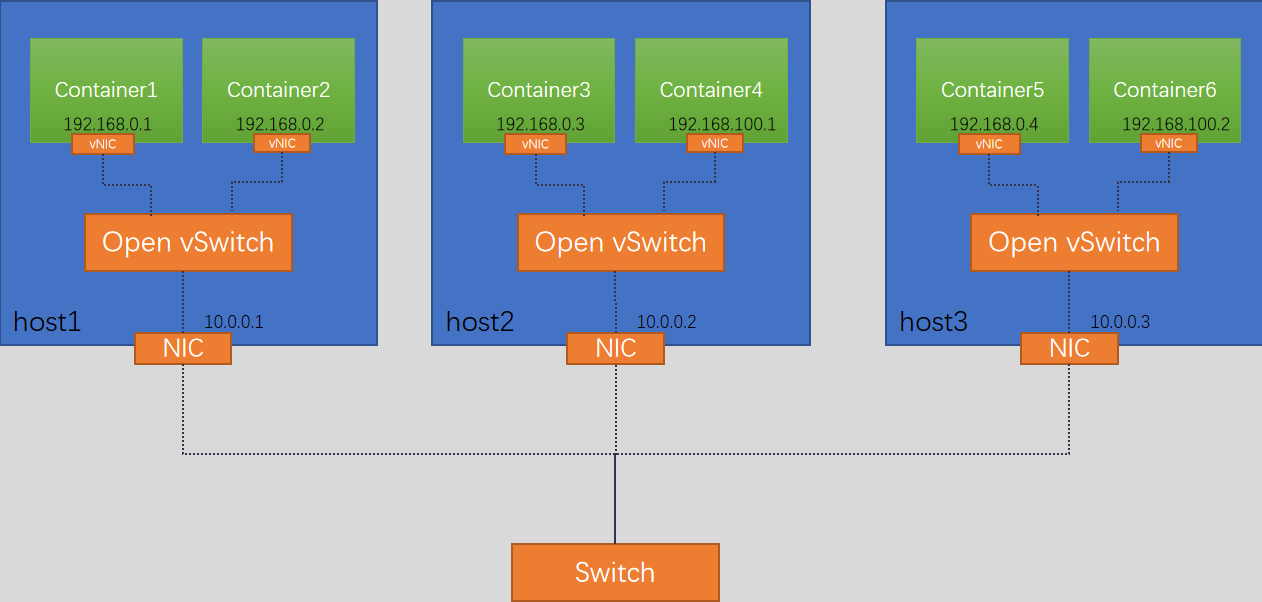 Container1
192.168.0.1
vNIC
Container2
192.168.0.2
vNIC
Open vSwitch
host1
10.0.0.1
NIC
Container3
192.168.0.3
vNIC
Container4
192.168.100.1
vNIC
Open vSwitch
host2
10.0.0.2
NIC
Container5
192.168.0.4
vNIC
Container6
192.168.100.2
vNIC
Open vSwitch
host3
10.0.0.3
NIC
Switch